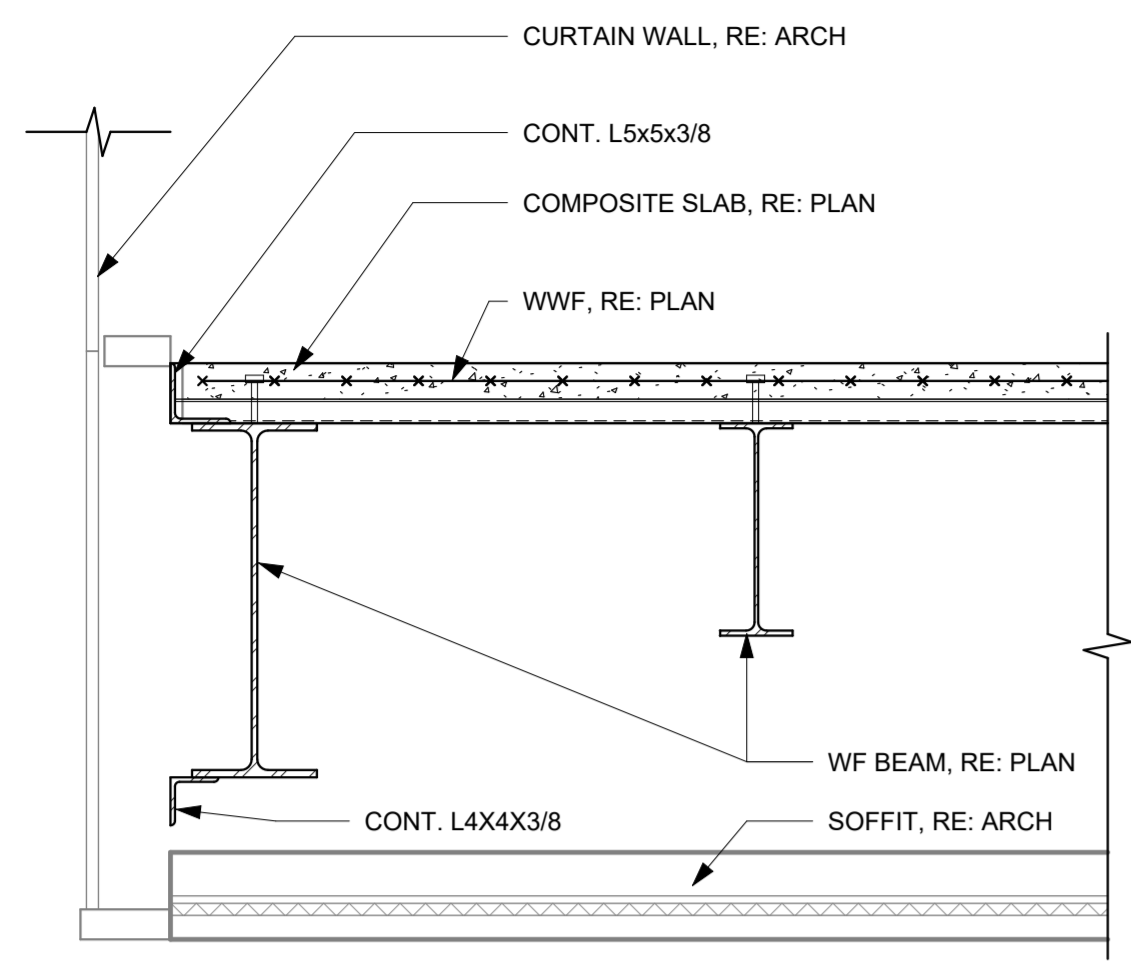 CURTAIN WALL, RE: ARCH
CONT. L5x5x3/8
COMPOSITE SLAB, RE: PLAN
WWF, RE: PLAN
WF BEAM, RE: PLAN
CONT. L4X4X3/8
SOFFIT, RE: ARCH